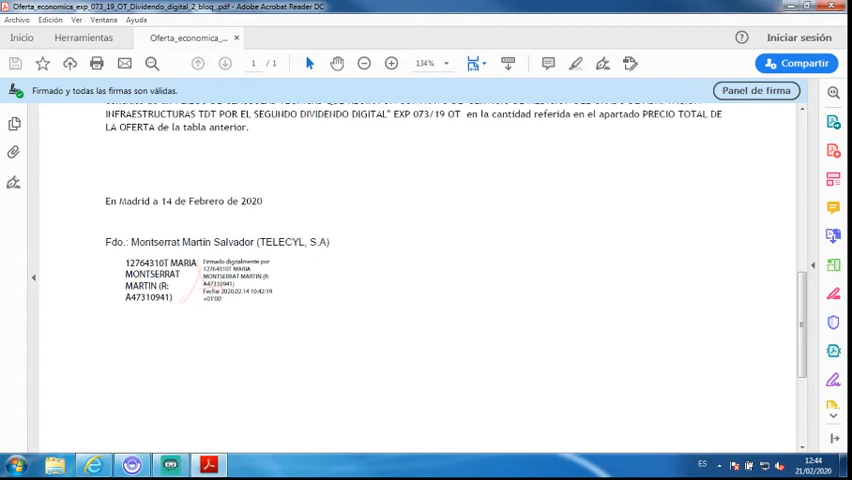 Oferta_economica_exp_073_19_OT_Dividendo_digital_2_bloq_.pdf - Adobe Acrobat Reader DC
Archivo Edición Ver Ventana Ayuda
Inicio Herramientas Oferta_economica_... × Iniciar sesión
1 / 1 134% Compartir
Firmado y todas las firmas son válidas. Panel de firma
INFRAESTRUCTURAS TDT POR EL SEGUNDO DIVIDENDO DIGITAL" EXP 073/19 OT en la cantidad referida en el apartado PRECIO TOTAL DE
LA OFERTA de la tabla anterior.
En Madrid a 14 de Febrero de 2020
Fdo.: Montserrat Martín Salvador (TELECYL, S.A)
12764310T MARIA
MONTSERRAT
MARTIN (R:
A47310941)
Firmado digitalmente por
12764310T MARIA
MONTSERRAT MARTIN (R:
A47310941)
Fecha: 2020.02.14 10:42:19
+01'00'
ES
12:44
21/02/2020